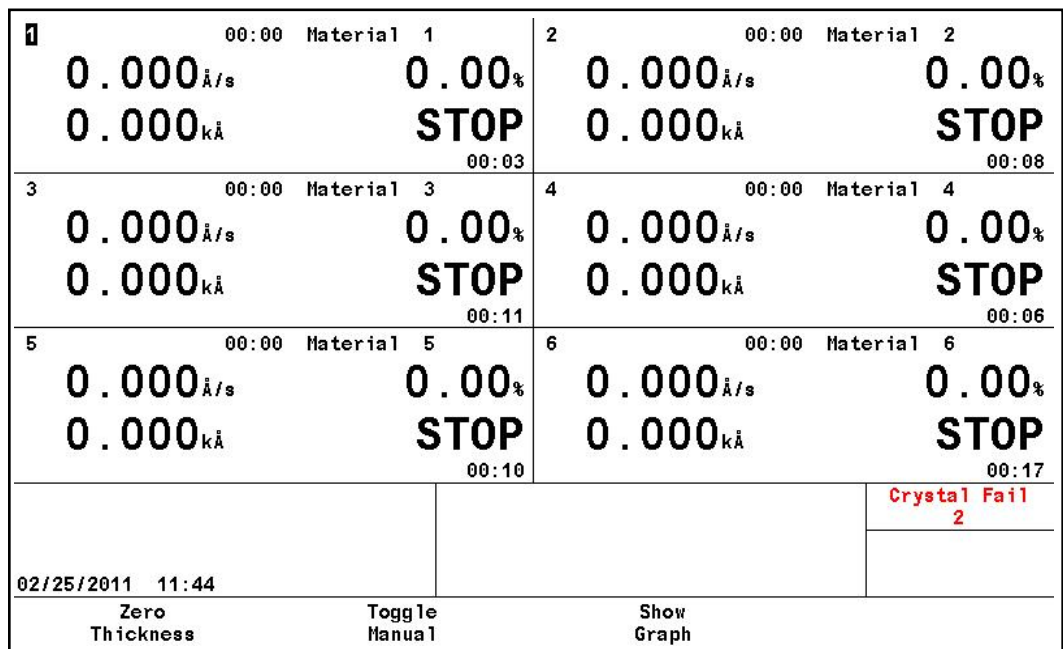 1 00:00 Material 1 2 00:00 Material 2
0.000Å/s 0.00% 0.000Å/s 0.00%
0.000kÅ STOP 0.000kÅ STOP
00:03 00:08
3 00:00 Material 3 4 00:00 Material 4
0.000Å/s 0.00% 0.000Å/s 0.00%
0.000kÅ STOP 0.000kÅ STOP
00:11 00:06
5 00:00 Material 5 6 00:00 Material 6
0.000Å/s 0.00% 0.000Å/s 0.00%
0.000kÅ STOP 0.000kÅ STOP
00:10 00:17
Crystal Fail
2
02/25/2011 11:44
Zero Toggle Show
Thickness Manual Graph